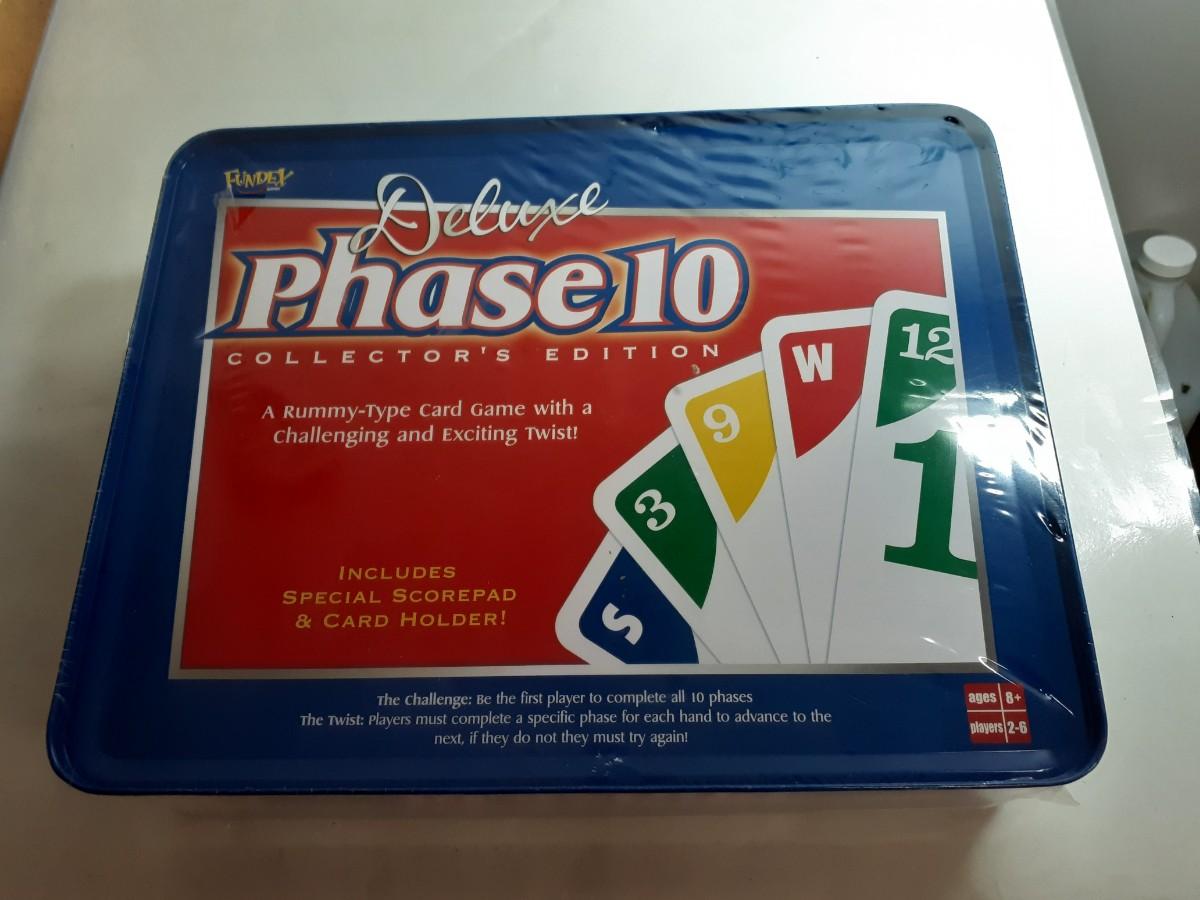 FUNDEX
Deluxe
Phase 10
COLLECTOR'S EDITION
A Rummy-Type Card Game with a
Challenging and Exciting Twist!
INCLUDES
SPECIAL SCOREPAD
& CARD HOLDER!
S
3
9
W
12
1
The Challenge: Be the first player to complete all 10 phases
The Twist: Players must complete a specific phase for each hand to advance to the
next, if they do not they must try again!
ages 8+
players 2-6